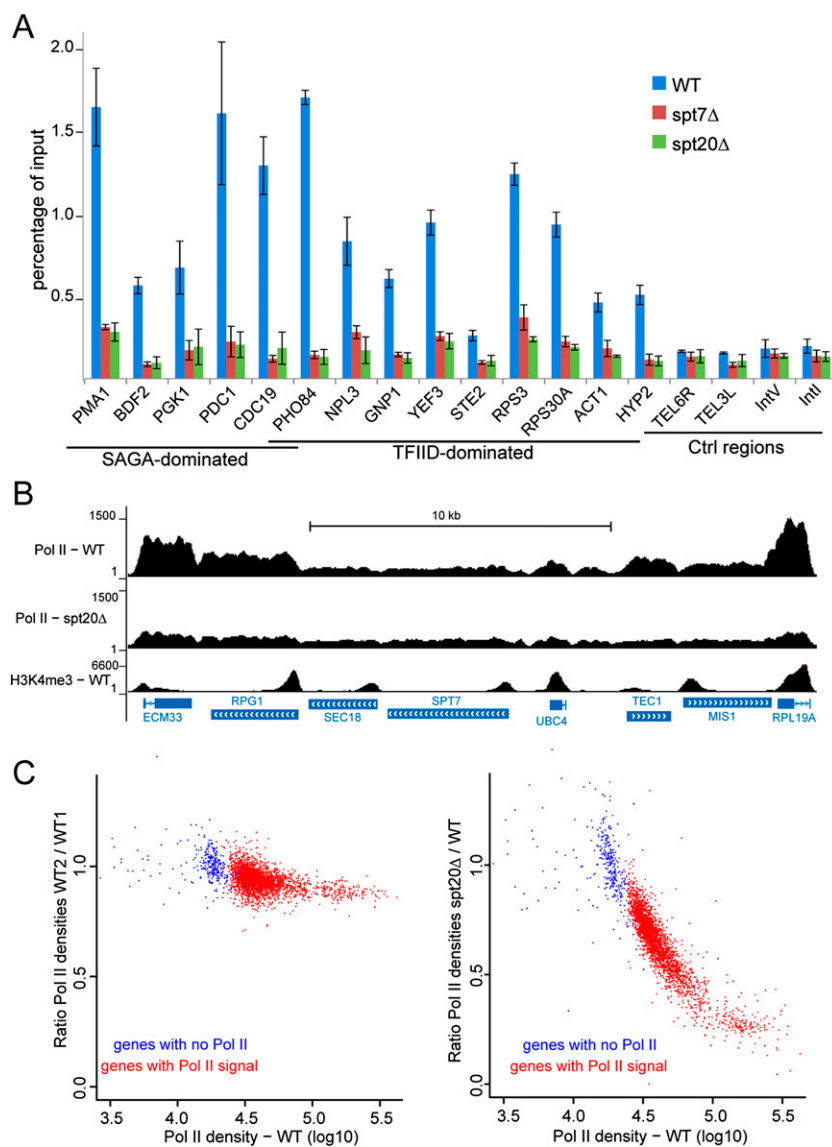 A
2.0
1.5
1.0
0.5
percentage of input
WT
spt7Δ
spt20Δ
PMA1
BDF2
PGK1
PDC1
CDC19
PHO84
NPL3
GNP1
YEF3
STE2
RPS3
RPS30A
ACT1
HYP2
TEL6R
TEL3L
IntV
IntI
SAGA-dominated
TFIID-dominated
Ctrl regions
B
10 kb
1500
Pol II – WT
1
1500
Pol II – spt20Δ
1
6600
H3K4me3 – WT
1
ECM33
RPG1
SEC18
SPT7
UBC4
TEC1
MIS1
RPL19A
C
Ratio Pol II densities WT2 / WT1
1.0
0.5
0.0
genes with no Pol II
genes with Pol II signal
3.5 4.0 4.5 5.0 5.5
Pol II density – WT (log10)
Ratio Pol II densities spt20Δ / WT
1.0
0.5
0.0
genes with no Pol II
genes with Pol II signal
3.5 4.0 4.5 5.0 5.5
Pol II density – WT (log10)